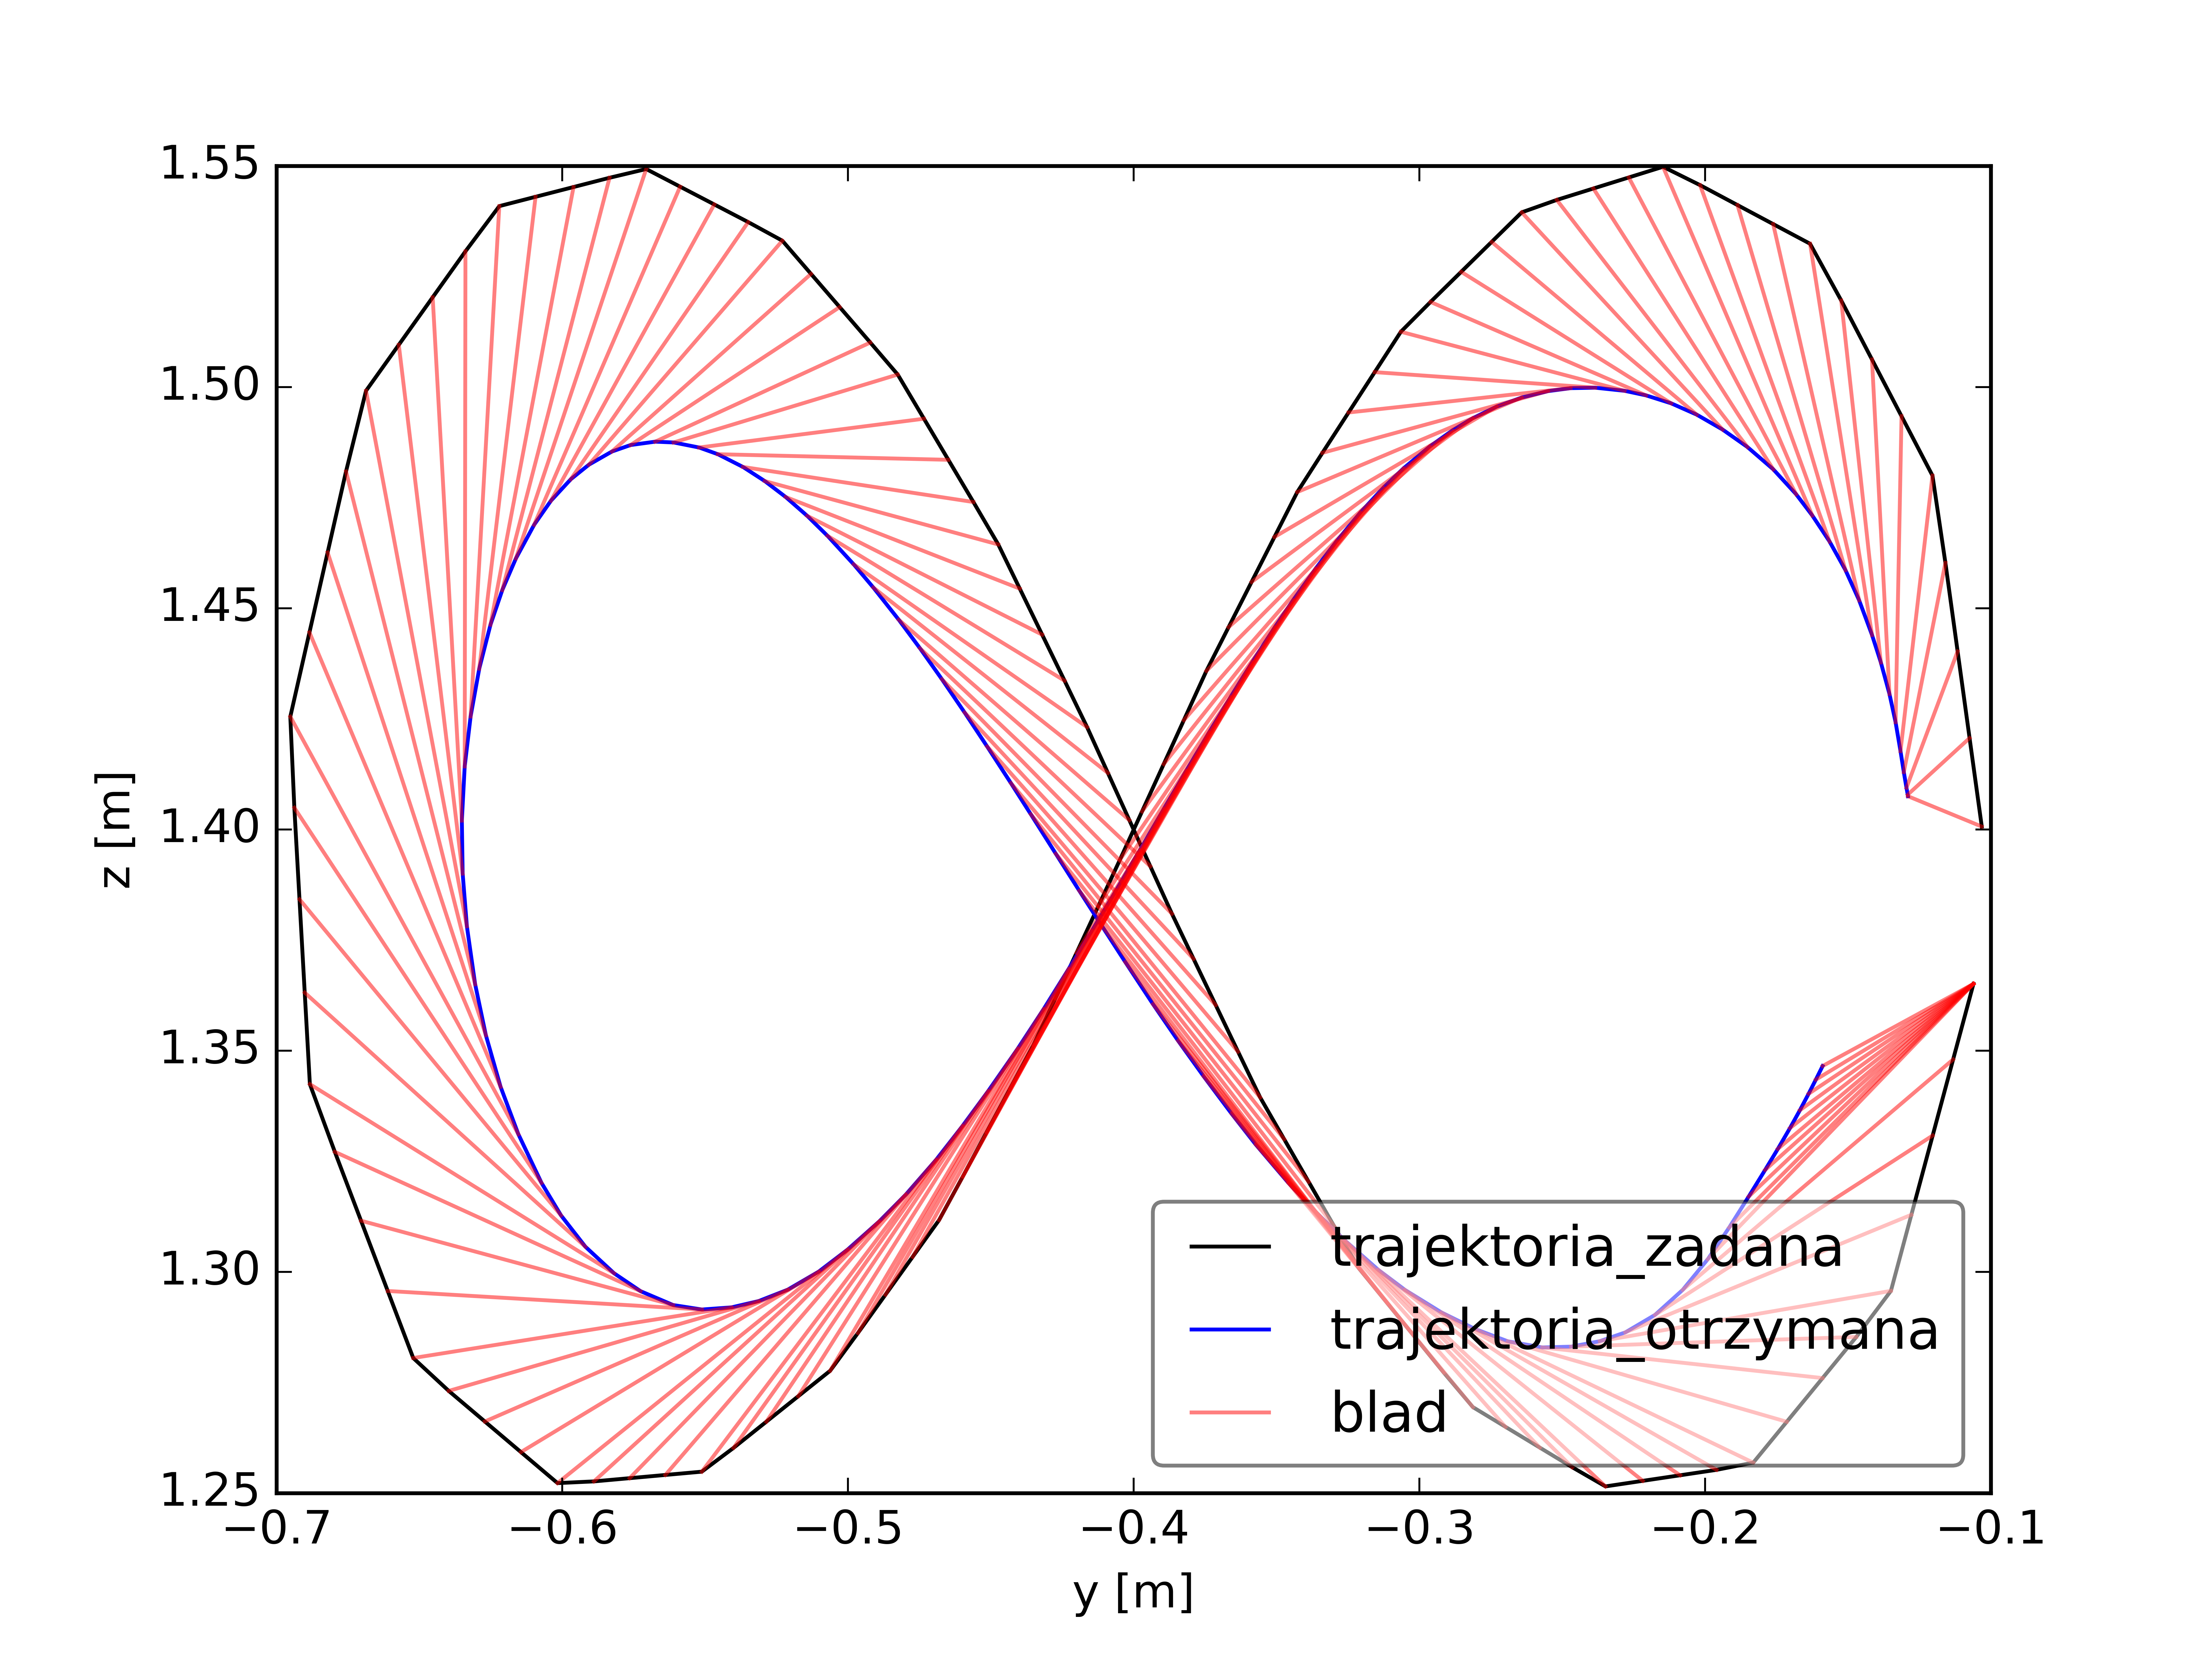 1.55
1.50
1.45
1.40
1.35
1.30
1.25
z [m]
−0.7 −0.6 −0.5 −0.4 −0.3 −0.2 −0.1
y [m]
trajektoria_zadana
trajektoria_otrzymana
blad